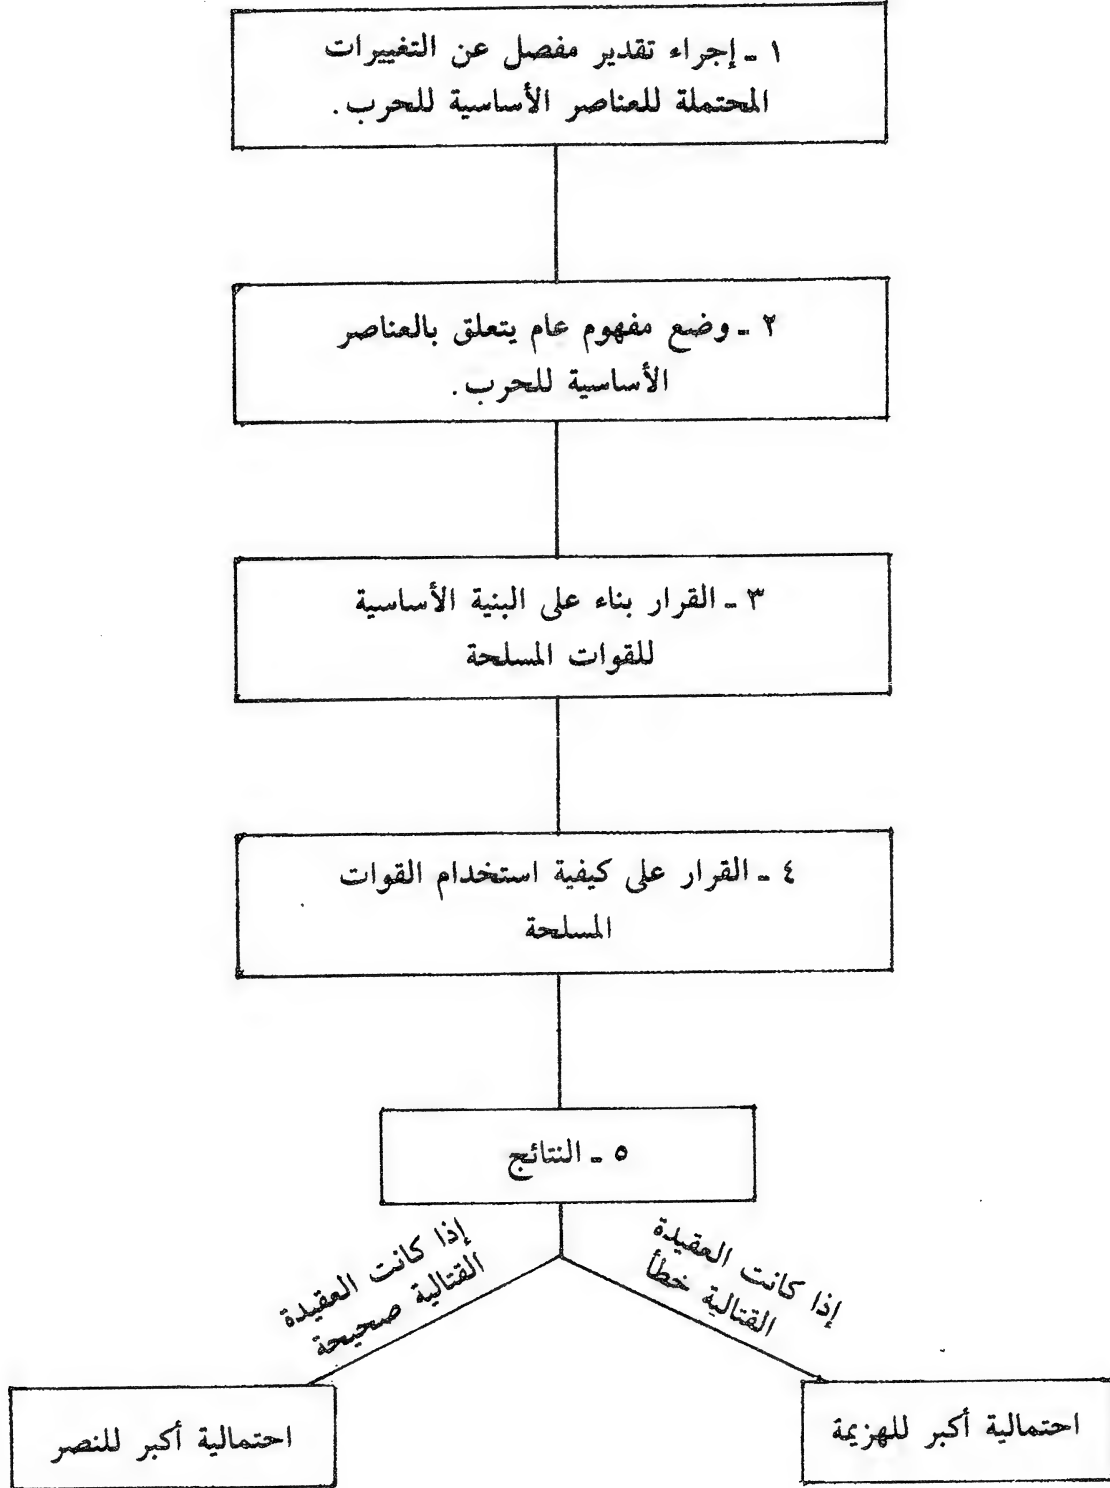 ١ - إجراء تقدير مفصل عن التغييرات
المحتملة للعناصر الأساسية للحرب.
٢ - وضع مفهوم عام يتعلق بالعناصر
الأساسية للحرب.
٣ - القرار بناء على البنية الأساسية
للقوات المسلحة
٤ - القرار على كيفية استخدام القوات
المسلحة
٥ - النتائج
إذا كانت العقيدة
القتالية خطأ
إذا كانت العقيدة
القتالية صحيحة
احتمالية أكبر للهزيمة
احتمالية أكبر للنصر